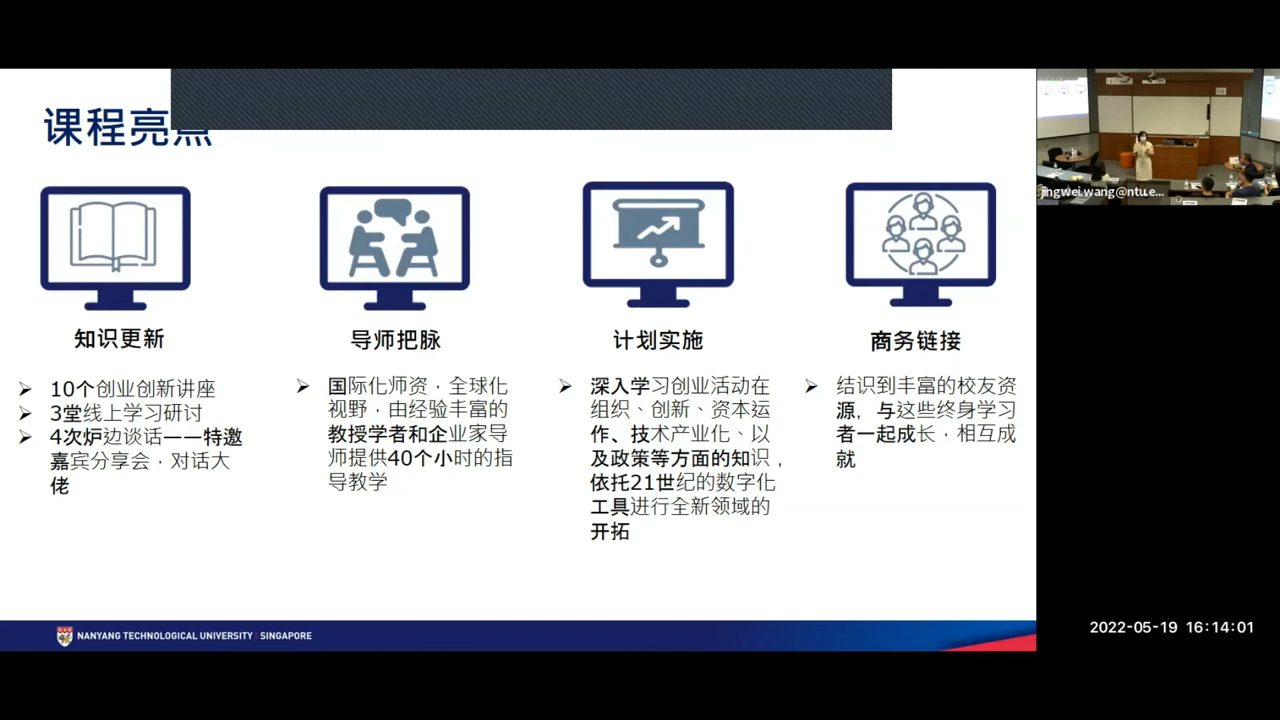 课程亮点
jingwei.wang@ntu.e...
知识更新
10个创业创新讲座
3堂线上学习研讨
4次炉边谈话——特邀
嘉宾分享会，对话大
佬
导师把脉
国际化师资，全球化
视野，由经验丰富的
教授学者和企业家导
师提供40个小时的指
导教学
计划实施
深入学习创业活动在
组织、创新、资本运
作、技术产业化、以
及政策等方面的知识，
依托21世纪的数字化
工具进行全新领域的
开拓
商务链接
结识到丰富的校友资
源，与这些终身学习
者一起成长，相互成
就
NANYANG TECHNOLOGICAL UNIVERSITY | SINGAPORE
2022-05-19 16:14:01